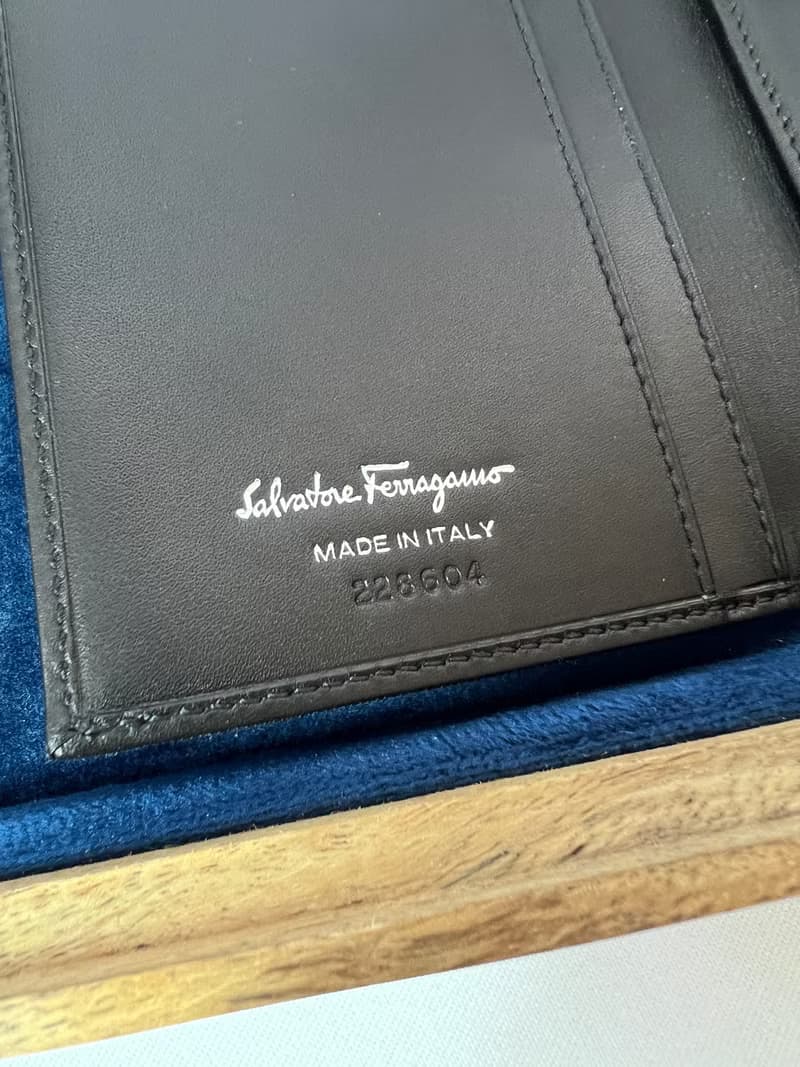 Salvatore Ferragamo
MADE IN ITALY
228604